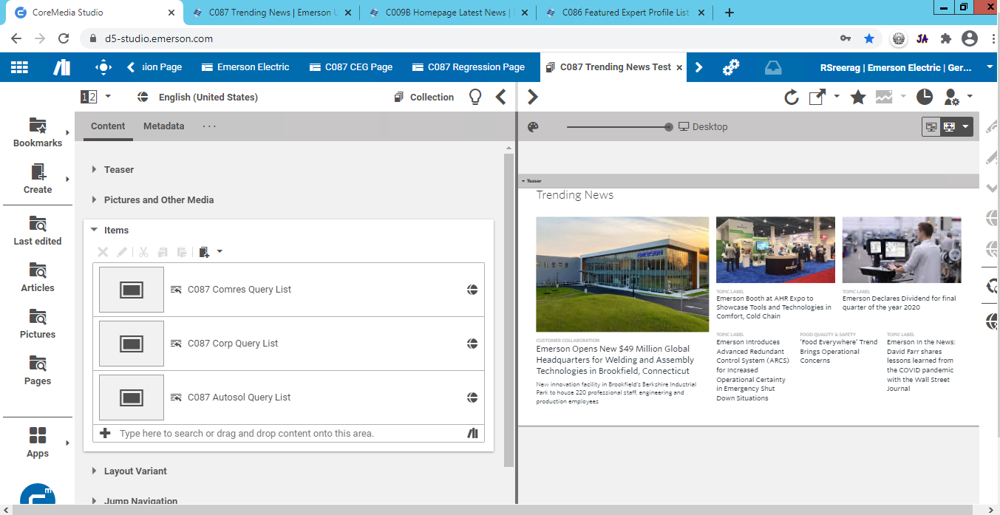 CoreMedia Studio
C087 Trending News | Emerson U
C009B Homepage Latest News |
C086 Featured Expert Profile List
d5-studio.emerson.com
JA
sion Page
Emerson Electric
C087 CEG Page
C087 Regression Page
C087 Trending News Test
RSreerag | Emerson Electric | Ger...
12
English (United States)
Collection
Content
Metadata
...
Desktop
Bookmarks
Create
Last edited
Articles
Pictures
Pages
Apps
Teaser
Pictures and Other Media
Items
C087 Comres Query List
C087 Corp Query List
C087 Autosol Query List
Type here to search or drag and drop content onto this area.
Layout Variant
Jump Navigation
Teaser
Trending News
EMERSON
CUSTOMER COLLABORATION
Emerson Opens New $49 Million Global
Headquarters for Welding and Assembly
Technologies in Brookfield, Connecticut
New innovation facility in Brookfield's Berkshire Industrial
Park to house 220 professional staff, engineering and
production employees
TOPIC LABEL
Emerson Booth at AHR Expo to
Showcase Tools and Technologies in
Comfort, Cold Chain
TOPIC LABEL
Emerson Declares Dividend for final
quarter of the year 2020
TOPIC LABEL
Emerson Introduces
Advanced Redundant
Control System (ARCS)
for Increased
Operational Certainty
in Emergency Shut
Down Situations
FOOD QUALITY & SAFETY
'Food Everywhere' Trend
Brings Operational
Concerns
TOPIC LABEL
Emerson In the News:
David Farr shares
lessons learned from
the COVID pandemic
with the Wall Street
Journal